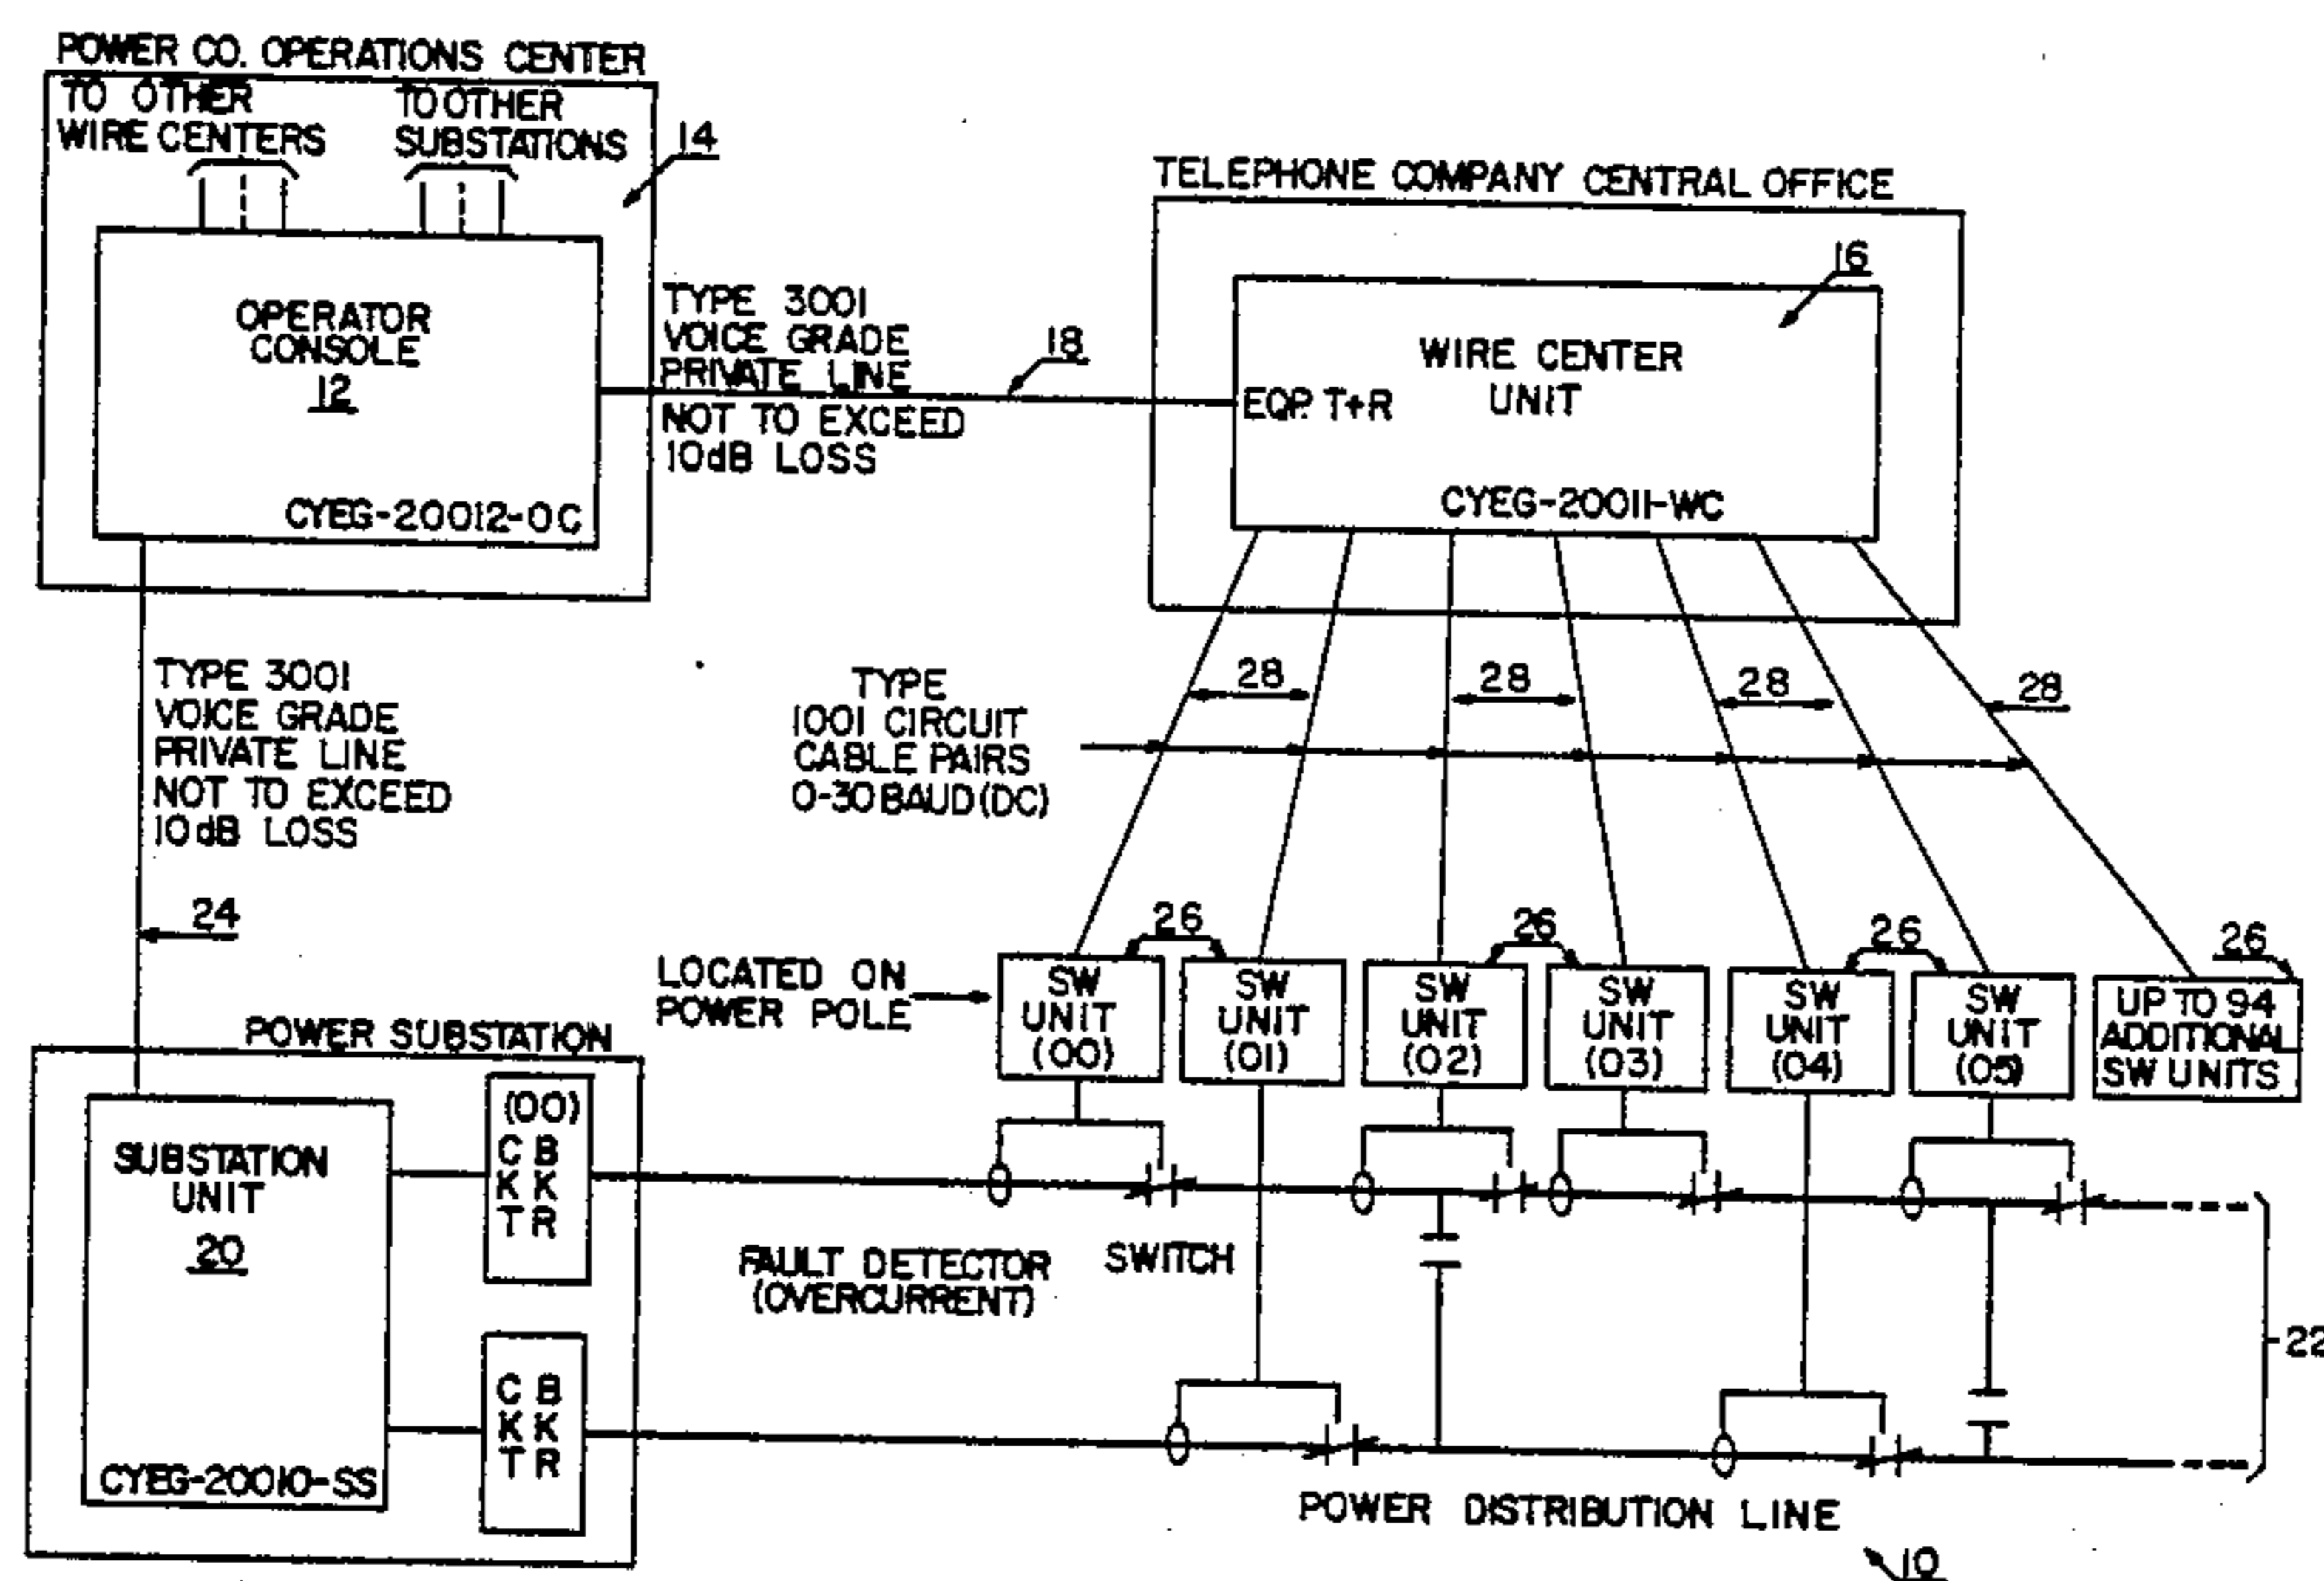 POWER CO. OPERATIONS CENTER
TO OTHER
WIRE CENTERS
TO OTHER
SUBSTATIONS
14
OPERATOR
CONSOLE
12
CYEG-20012-OC
TYPE 3001
VOICE GRADE
PRIVATE LINE
NOT TO EXCEED
10dB LOSS
18
TELEPHONE COMPANY CENTRAL OFFICE
16
WIRE CENTER
UNIT
EQP. T+R
CYEG-20011-WC
TYPE 3001
VOICE GRADE
PRIVATE LINE
NOT TO EXCEED
10dB LOSS
24
TYPE
1001 CIRCUIT
CABLE PAIRS
0-30 BAUD (DC)
28
28
28
28
LOCATED ON
POWER POLE
26
26
26
26
SW
UNIT
(00)
SW
UNIT
(01)
SW
UNIT
(02)
SW
UNIT
(03)
SW
UNIT
(04)
SW
UNIT
(05)
UP TO 94
ADDITIONAL
SW UNITS
POWER SUBSTATION
SUBSTATION
UNIT
20
CYEG-20010-SS
(00)
C B
K K
T R
C B
K K
T R
FAULT DETECTOR
(OVERCURRENT)
SWITCH
22
POWER DISTRIBUTION LINE
10